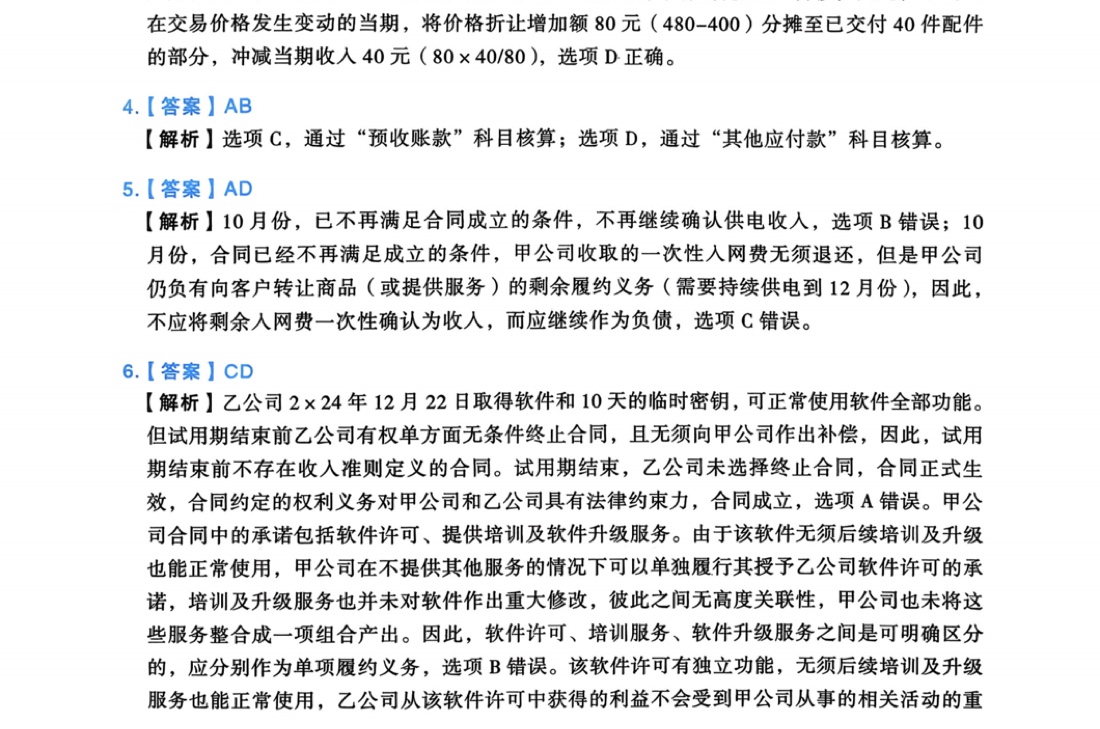 在交易价格发生变动的当期，将价格折让增加额 80 元（480–400）分摊至已交付 40 件配件
的部分，冲减当期收入 40 元（80 × 40/80），选项 D 正确。
4.【答案】AB
【解析】选项 C，通过“预收账款”科目核算；选项 D，通过“其他应付款”科目核算。
5.【答案】AD
【解析】10 月份，已不再满足合同成立的条件，不再继续确认供电收入，选项 B 错误；10
月份，合同已经不再满足成立的条件，甲公司收取的一次性入网费无须退还，但是甲公司
仍负有向客户转让商品（或提供服务）的剩余履约义务（需要持续供电到 12 月份），因此，
不应将剩余入网费一次性确认为收入，而应继续作为负债，选项 C 错误。
6.【答案】CD
【解析】乙公司 2 × 24 年 12 月 22 日取得软件和 10 天的临时密钥，可正常使用软件全部功能。
但试用期结束前乙公司有权单方面无条件终止合同，且无须向甲公司作出补偿，因此，试用
期结束前不存在收入准则定义的合同。试用期结束，乙公司未选择终止合同，合同正式生
效，合同约定的权利义务对甲公司和乙公司具有法律约束力，合同成立，选项 A 错误。甲公
司合同中的承诺包括软件许可、提供培训及软件升级服务。由于该软件无须后续培训及升级
也能正常使用，甲公司在不提供其他服务的情况下可以单独履行其授予乙公司软件许可的承
诺，培训及升级服务也并未对软件作出重大修改，彼此之间无高度关联性，甲公司也未将这
些服务整合成一项组合产出。因此，软件许可、培训服务、软件升级服务之间是可明确区分
的，应分别作为单项履约义务，选项 B 错误。该软件许可有独立功能，无须后续培训及升级
服务也能正常使用，乙公司从该软件许可中获得的利益不会受到甲公司从事的相关活动的重